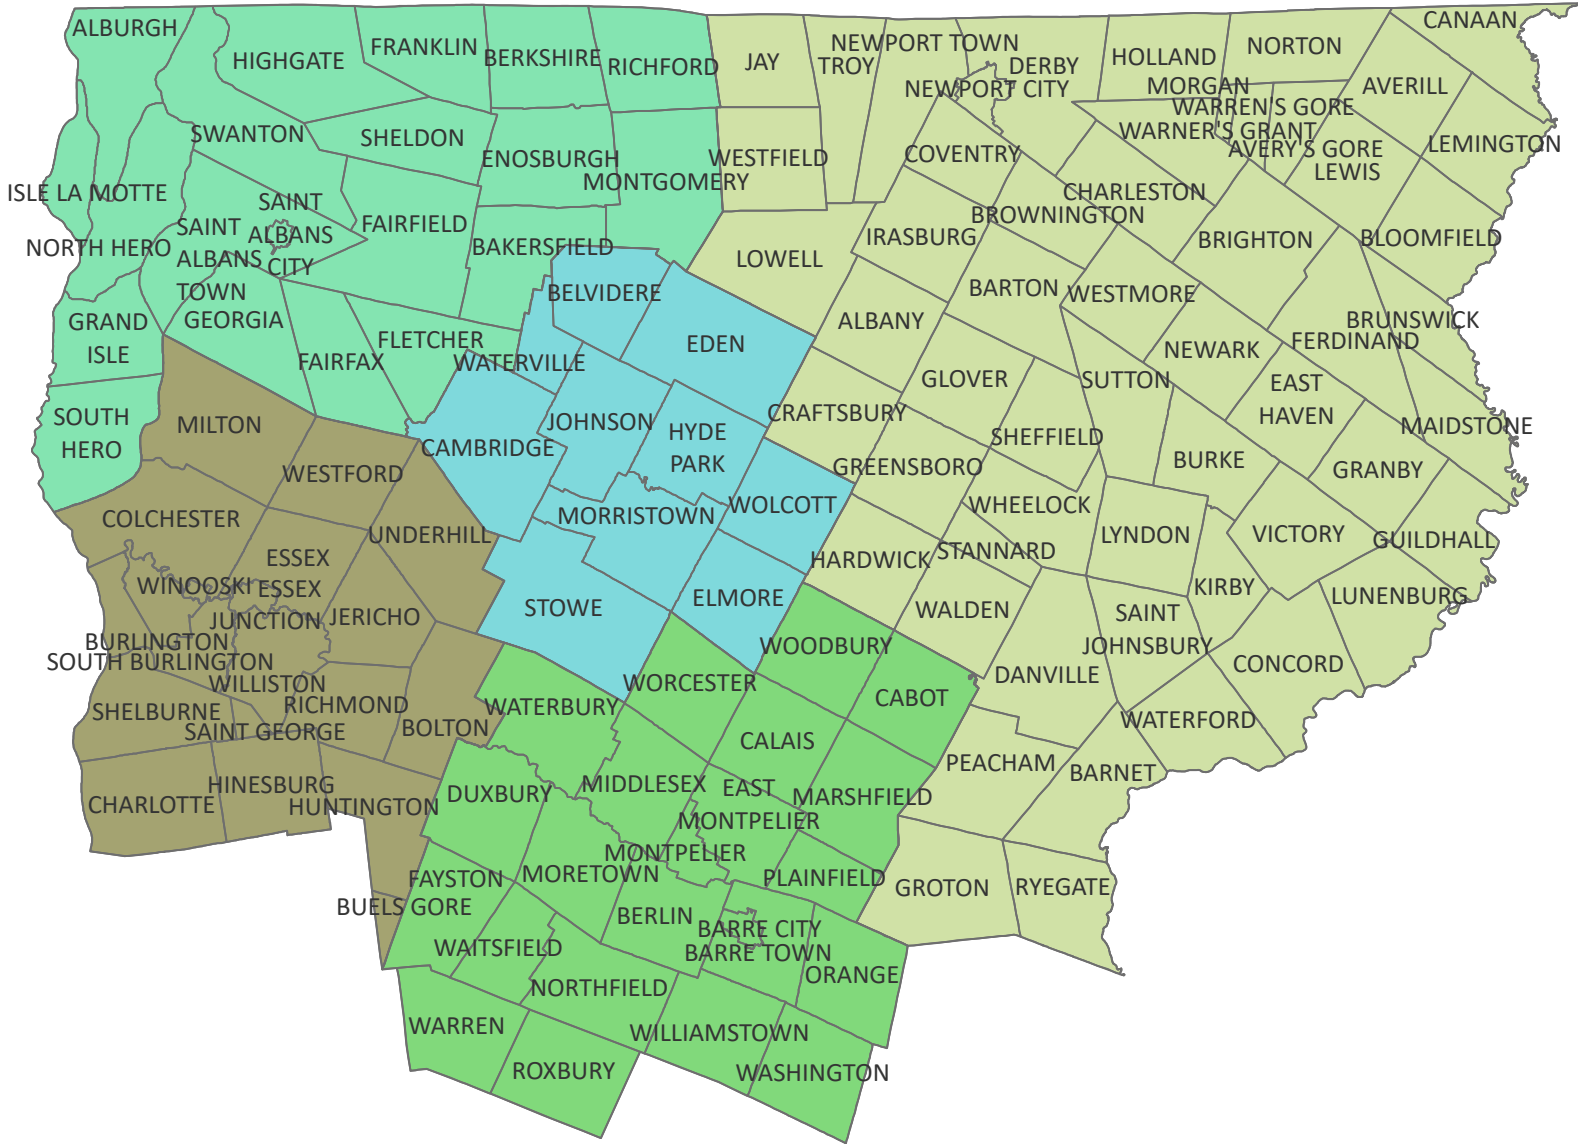 ALBURGH
HIGHGATE
FRANKLIN
BERKSHIRE
RICHFORD
JAY
TROY
NEWPORT TOWN
NEWPORT CITY
DERBY
HOLLAND
MORGAN
NORTON
CANAAN
AVERILL
WARREN'S GORE
WARNER'S GRANT
AVERY'S GORE
LEWIS
LEMINGTON
SWANTON
SHELDON
ENOSBURGH
MONTGOMERY
WESTFIELD
COVENTRY
CHARLESTON
BROWNINGTON
ISLE LA MOTTE
NORTH HERO
SAINT
ALBANS
CITY
SAINT
ALBANS
TOWN
FAIRFIELD
BAKERSFIELD
LOWELL
IRASBURG
BRIGHTON
BLOOMFIELD
BELVIDERE
BARTON
WESTMORE
GRAND
ISLE
GEORGIA
FAIRFAX
FLETCHER
WATERVILLE
EDEN
ALBANY
NEWARK
FERDINAND
BRUNSWICK
GLOVER
SUTTON
EAST
HAVEN
MAIDSTONE
SOUTH
HERO
MILTON
WESTFORD
CAMBRIDGE
JOHNSON
HYDE
PARK
CRAFTSBURY
GREENSBORO
SHEFFIELD
BURKE
GRANBY
COLCHESTER
UNDERHILL
MORRISTOWN
WOLCOTT
WHEELOCK
LYNDON
VICTORY
GUILDHALL
ESSEX
HARDWICK
STANNARD
WINOOSKI
ESSEX
JUNCTION
JERICHO
STOWE
ELMORE
WALDEN
KIRBY
LUNENBURG
SAINT
JOHNSBURY
BURLINGTON
SOUTH BURLINGTON
WILLISTON
WOODBURY
DANVILLE
CONCORD
SHELBURNE
SAINT GEORGE
RICHMOND
BOLTON
WATERBURY
WORCESTER
CABOT
WATERFORD
CALAIS
PEACHAM
BARNET
CHARLOTTE
HINESBURG
HUNTINGTON
DUXBURY
MIDDLESEX
EAST
MONTPELIER
MARSHFIELD
MONTPELIER
FAYSTON
MORETOWN
PLAINFIELD
GROTON
RYEGATE
BUELS GORE
BERLIN
BARRE CITY
BARRE TOWN
WAITSFIELD
ORANGE
NORTHFIELD
WARREN
WILLIAMSTOWN
ROXBURY
WASHINGTON